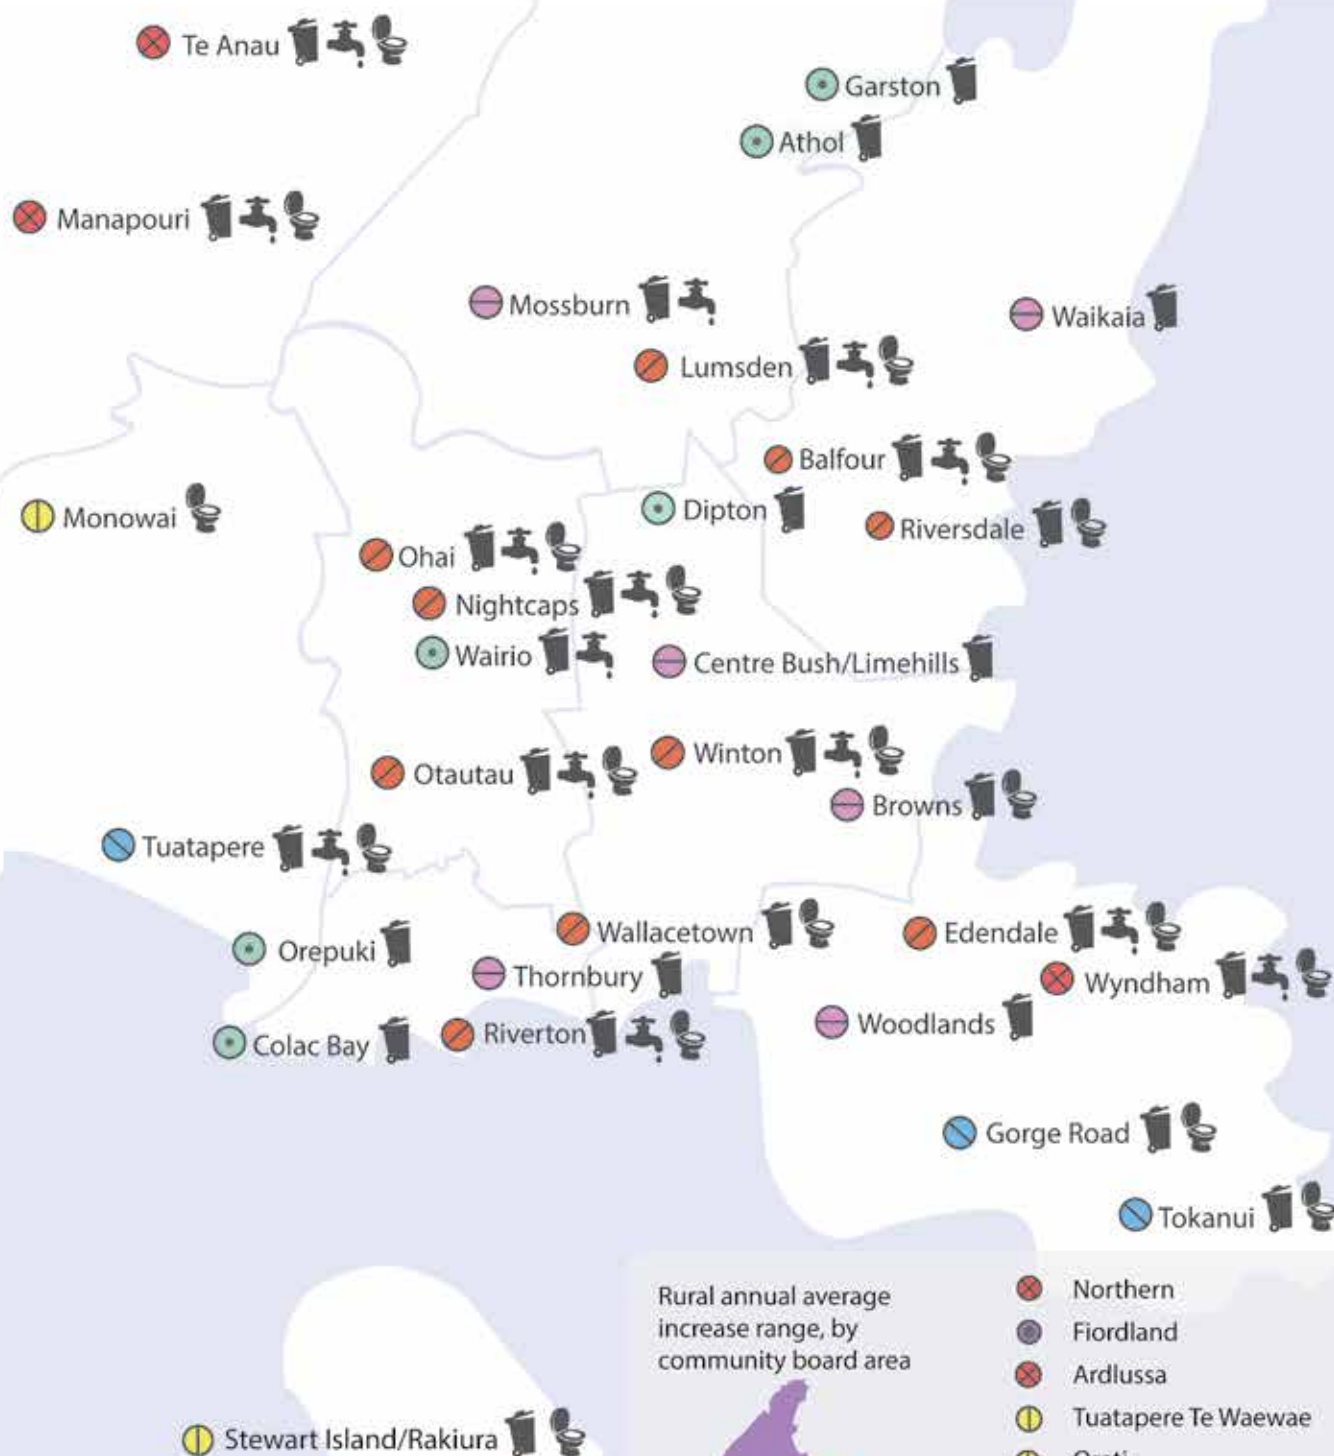 Te Anau
Garston
Athol
Manapouri
Mossburn
Waikaia
Lumsden
Balfour
Monowai
Dipton
Riversdale
Ohai
Nightcaps
Wairio
Centre Bush/Limehills
Winton
Otautau
Browns
Tuatapere
Wallacetown
Edendale
Orepuki
Thornbury
Wyndham
Woodlands
Riverton
Colac Bay
Gorge Road
Tokanui
Rural annual average
increase range, by
community board area
Northern
Fiordland
Ardlussa
Tuatapere Te Waewae
Stewart Island/Rakiura